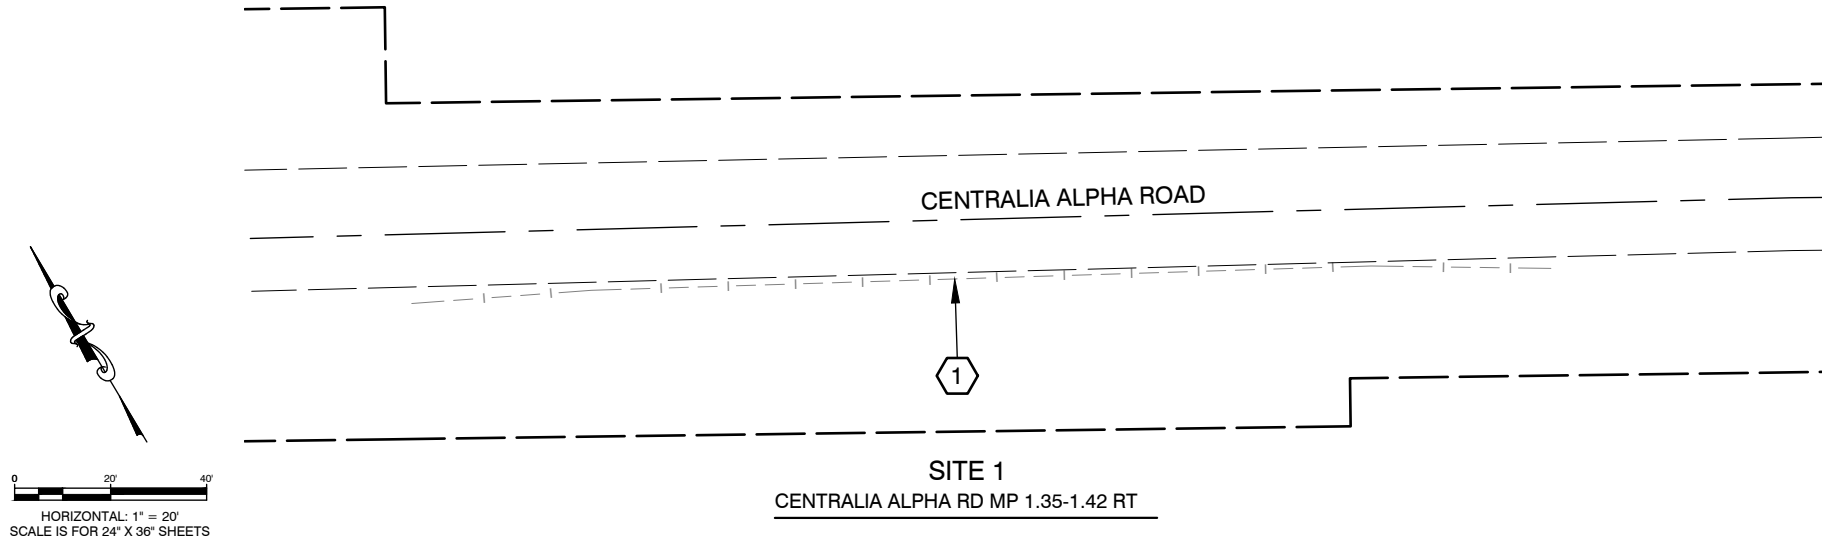 CENTRALIA ALPHA ROAD
1
SITE 1
CENTRALIA ALPHA RD MP 1.35-1.42 RT
0 20' 40'
HORIZONTAL: 1" = 20'
SCALE IS FOR 24" X 36" SHEETS